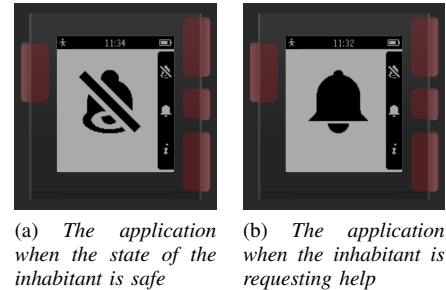 11:34
11:32
i
i
(a) The application
when the state of the
inhabitant is safe
(b) The application
when the inhabitant is
requesting help